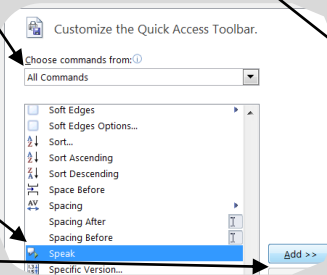 Customize the Quick Access Toolbar.
Choose commands from:
All Commands
Soft Edges
Soft Edges Options...
Sort...
Sort Ascending
Sort Descending
Space Before
Spacing
Spacing After
Spacing Before
Speak
Specific Version...
Add >>